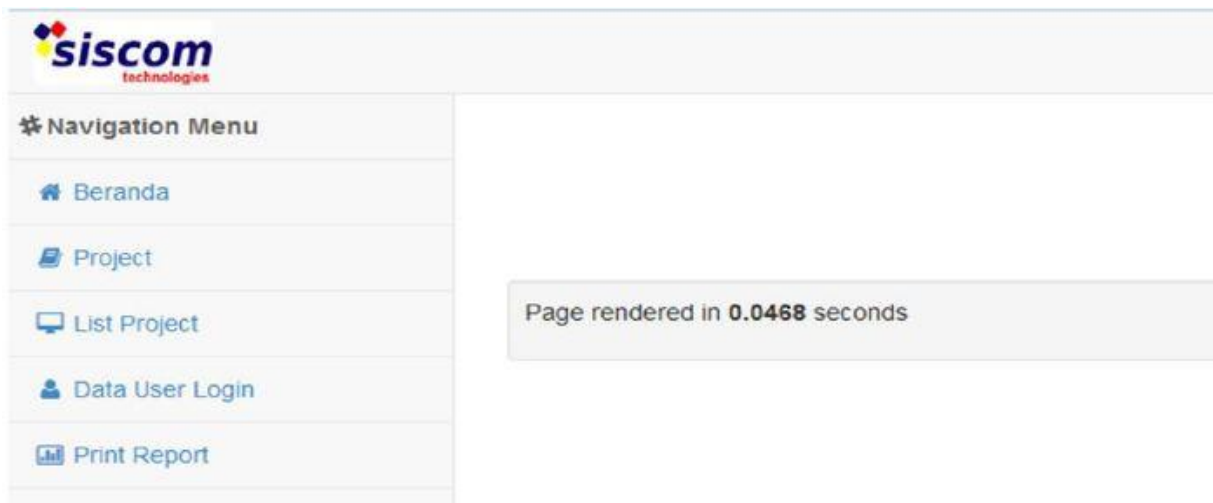 siscom
technologies
Navigation Menu
Beranda
Project
List Project
Data User Login
Print Report
Page rendered in 0.0468 seconds